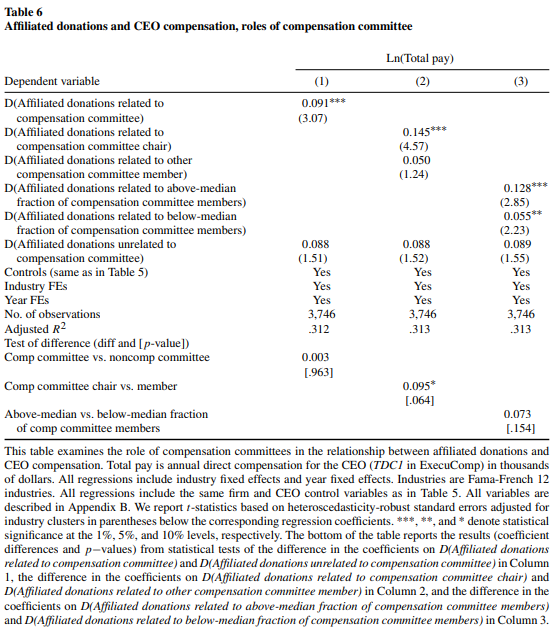 Table 6
Affiliated donations and CEO compensation, roles of compensation committee
Ln(Total pay)
Dependent variable (1) (2) (3)
D(Affiliated donations related to 0.091***
compensation committee) (3.07)
D(Affiliated donations related to 0.145***
compensation committee chair) (4.57)
D(Affiliated donations related to other 0.050
compensation committee member) (1.24)
D(Affiliated donations related to above-median 0.128***
fraction of compensation committee members) (2.85)
D(Affiliated donations related to below-median 0.055**
fraction of compensation committee members) (2.23)
D(Affiliated donations unrelated to 0.088 0.088 0.089
compensation committee) (1.51) (1.52) (1.55)
Controls (same as in Table 5) Yes Yes Yes
Industry FEs Yes Yes Yes
Year FEs Yes Yes Yes
No. of observations 3,746 3,746 3,746
Adjusted R² .312 .313 .313
Test of difference (diff and [p-value])
Comp committee vs. noncomp committee 0.003
[.963]
Comp committee chair vs. member 0.095*
[.064]
Above-median vs. below-median fraction 0.073
of comp committee members [.154]
This table examines the role of compensation committees in the relationship between affiliated donations and
CEO compensation. Total pay is annual direct compensation for the CEO (TDC1 in ExecuComp) in thousands
of dollars. All regressions include industry fixed effects and year fixed effects. Industries are Fama-French 12
industries. All regressions include the same firm and CEO control variables as in Table 5. All variables are
described in Appendix B. We report t-statistics based on heteroscedasticity-robust standard errors adjusted for
industry clusters in parentheses below the corresponding regression coefficients. ***, **, and * denote statistical
significance at the 1%, 5%, and 10% levels, respectively. The bottom of the table reports the results (coefficient
differences and p−values) from statistical tests of the difference in the coefficients on D(Affiliated donations
related to compensation committee) and D(Affiliated donations unrelated to compensation committee) in Column
1, the difference in the coefficients on D(Affiliated donations related to compensation committee chair) and
D(Affiliated donations related to other compensation committee member) in Column 2, and the difference in the
coefficients on D(Affiliated donations related to above-median fraction of compensation committee members)
and D(Affiliated donations related to below-median fraction of compensation committee members) in Column 3.